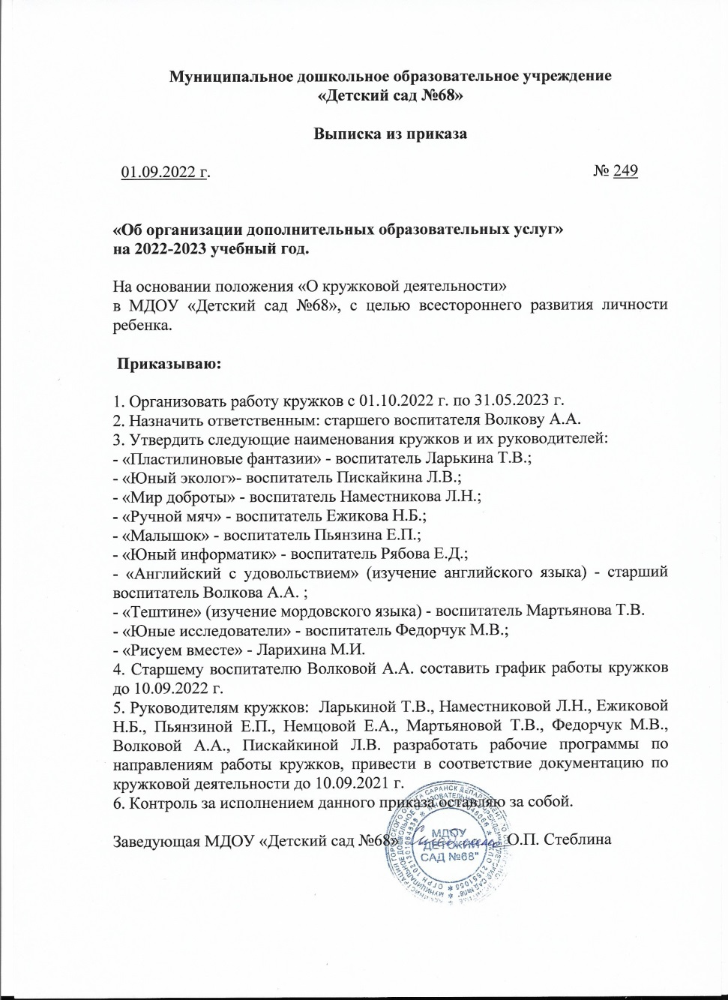 Муниципальное дошкольное образовательное учреждение
«Детский сад №68»
Выписка из приказа
01.09.2022 г. № 249
«Об организации дополнительных образовательных услуг»
на 2022-2023 учебный год.
На основании положения «О кружковой деятельности»
в МДОУ «Детский сад №68», с целью всестороннего развития личности
ребенка.
Приказываю:
1. Организовать работу кружков с 01.10.2022 г. по 31.05.2023 г.
2. Назначить ответственным: старшего воспитателя Волкову А.А.
3. Утвердить следующие наименования кружков и их руководителей:
- «Пластилиновые фантазии» - воспитатель Ларькина Т.В.;
- «Юный эколог»- воспитатель Пискайкина Л.В.;
- «Мир доброты» - воспитатель Наместникова Л.Н.;
- «Ручной мяч» - воспитатель Ежикова Н.Б.;
- «Малышок» - воспитатель Пьянзина Е.П.;
- «Юный информатик» - воспитатель Рябова Е.Д.;
- «Английский с удовольствием» (изучение английского языка) - старший
воспитатель Волкова А.А. ;
- «Тештине» (изучение мордовского языка) - воспитатель Мартьянова Т.В.
- «Юные исследователи» - воспитатель Федорчук М.В.;
- «Рисуем вместе» - Ларихина М.И.
4. Старшему воспитателю Волковой А.А. составить график работы кружков
до 10.09.2022 г.
5. Руководителям кружков: Ларькиной Т.В., Наместниковой Л.Н., Ежиковой
Н.Б., Пьянзиной Е.П., Немцовой Е.А., Мартьяновой Т.В., Федорчук М.В.,
Волковой А.А., Пискайкиной Л.В. разработать рабочие программы по
направлениям работы кружков, привести в соответствие документацию по
кружковой деятельности до 10.09.2021 г.
6. Контроль за исполнением данного приказа оставляю за собой.
Заведующая МДОУ «Детский сад №68» О.П. Стеблина
МДОУ
"ДЕТСКИЙ
САД №68"